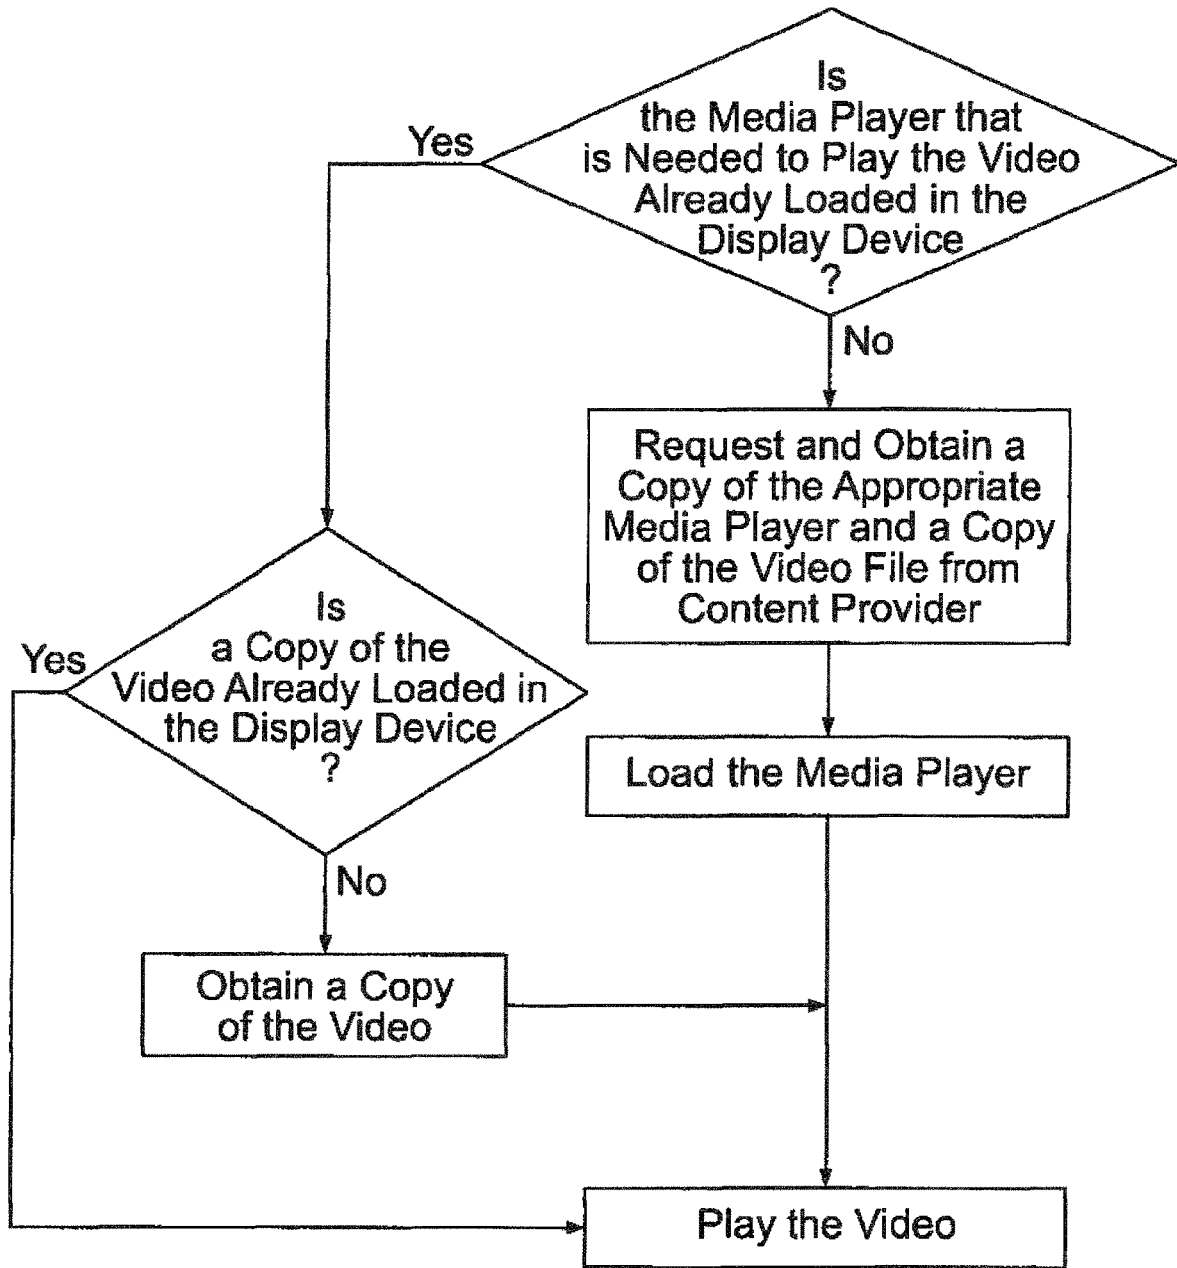 Is
the Media Player that
is Needed to Play the Video
Already Loaded in the
Display Device
?
Yes
No
Request and Obtain a
Copy of the Appropriate
Media Player and a Copy
of the Video File from
Content Provider
Is
a Copy of the
Video Already Loaded in
the Display Device
?
Yes
Load the Media Player
No
Obtain a Copy
of the Video
Play the Video